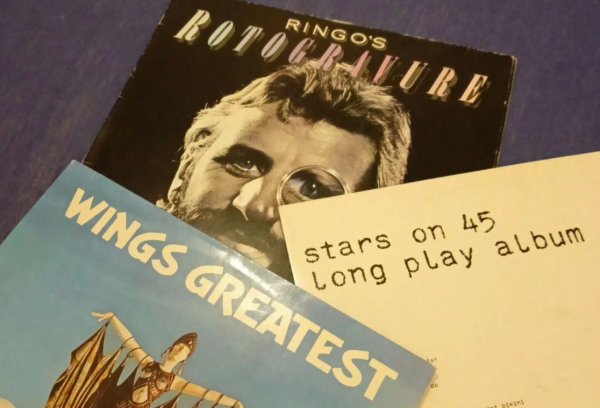 RINGO'S
ROTOGRAVURE
stars on 45
long play album
WINGS GREATEST